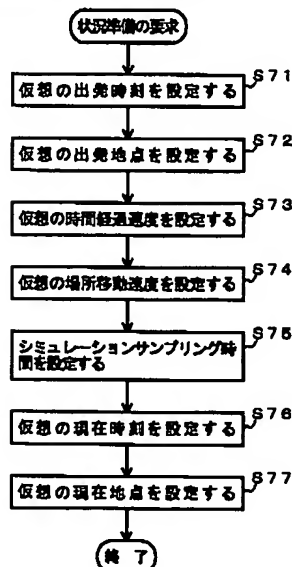 状況準備の要求
S71
仮想の出発時刻を設定する
S72
仮想の出発地点を設定する
S73
仮想の時間経過速度を設定する
S74
仮想の場所移動速度を設定する
S75
シミュレーションサンプリング時
間を設定する
S76
仮想の現在時刻を設定する
S77
仮想の現在地点を設定する
終 了